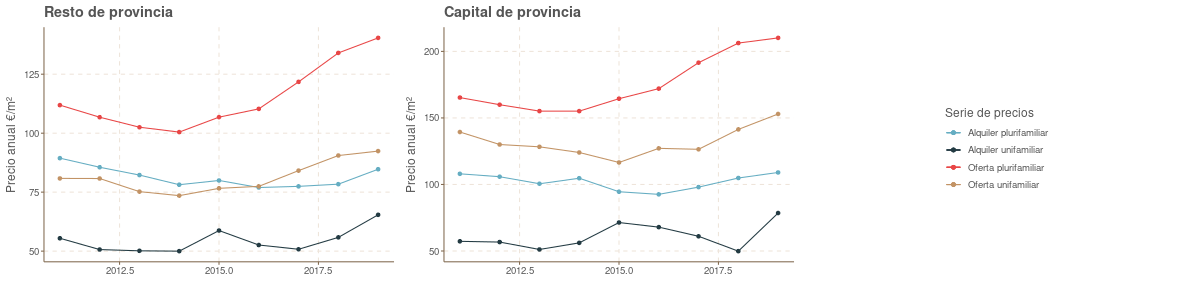 Resto de provincia
Precio anual €/m²
125
100
75
50
2012.5
2015.0
2017.5
Capital de provincia
Precio anual €/m²
200
150
100
50
2012.5
2015.0
2017.5
Serie de precios
Alquiler plurifamiliar
Alquiler unifamiliar
Oferta plurifamiliar
Oferta unifamiliar